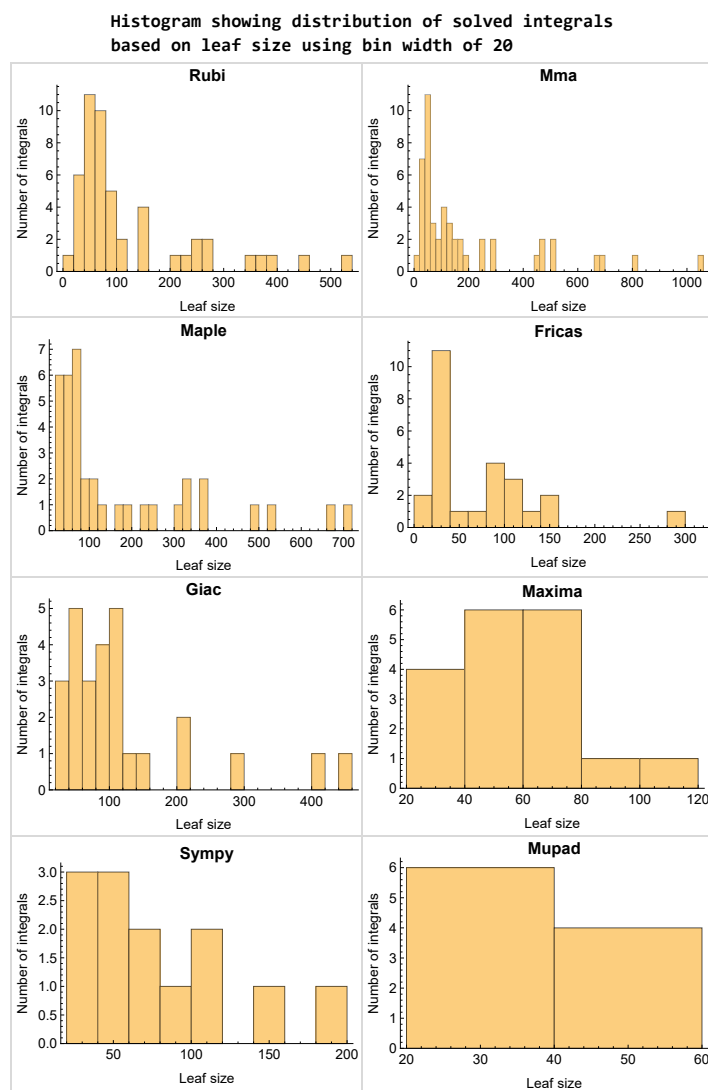 Histogram showing distribution of solved integrals
based on leaf size using bin width of 20
Rubi
Number of integrals
10
8
6
4
2
0
0 100 200 300 400 500
Leaf size
Mma
Number of integrals
10
8
6
4
2
0
0 200 400 600 800 1000
Leaf size
Maple
Number of integrals
7
6
5
4
3
2
1
0
100 200 300 400 500 600 700
Leaf size
Fricas
Number of integrals
10
8
6
4
2
0
0 50 100 150 200 250 300
Leaf size
Giac
Number of integrals
5
4
3
2
1
0
100 200 300 400
Leaf size
Maxima
Number of integrals
6
5
4
3
2
1
0
20 40 60 80 100 120
Leaf size
Sympy
Number of integrals
3.0
2.5
2.0
1.5
1.0
0.5
0.0
50 100 150 200
Leaf size
Mupad
Number of integrals
6
5
4
3
2
1
0
20 30 40 50 60
Leaf size